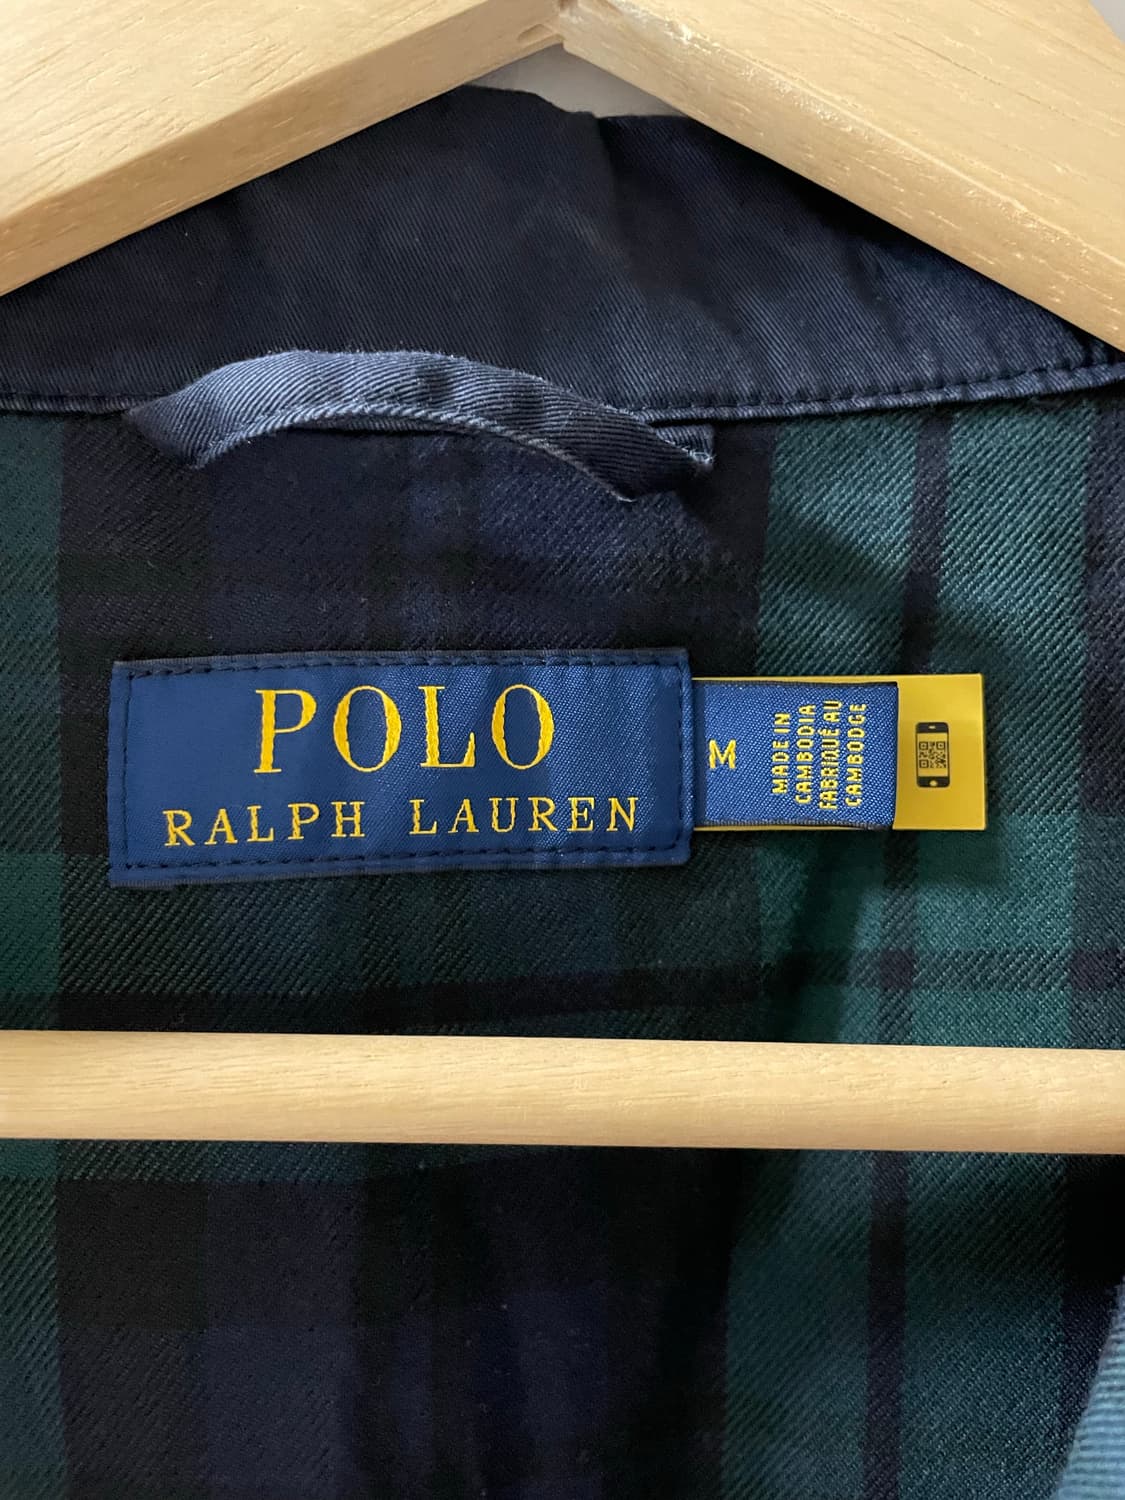 POLO
RALPH LAUREN
M
MADE IN
CAMBODIA
FABRIQUÉ AU
CAMBODGE